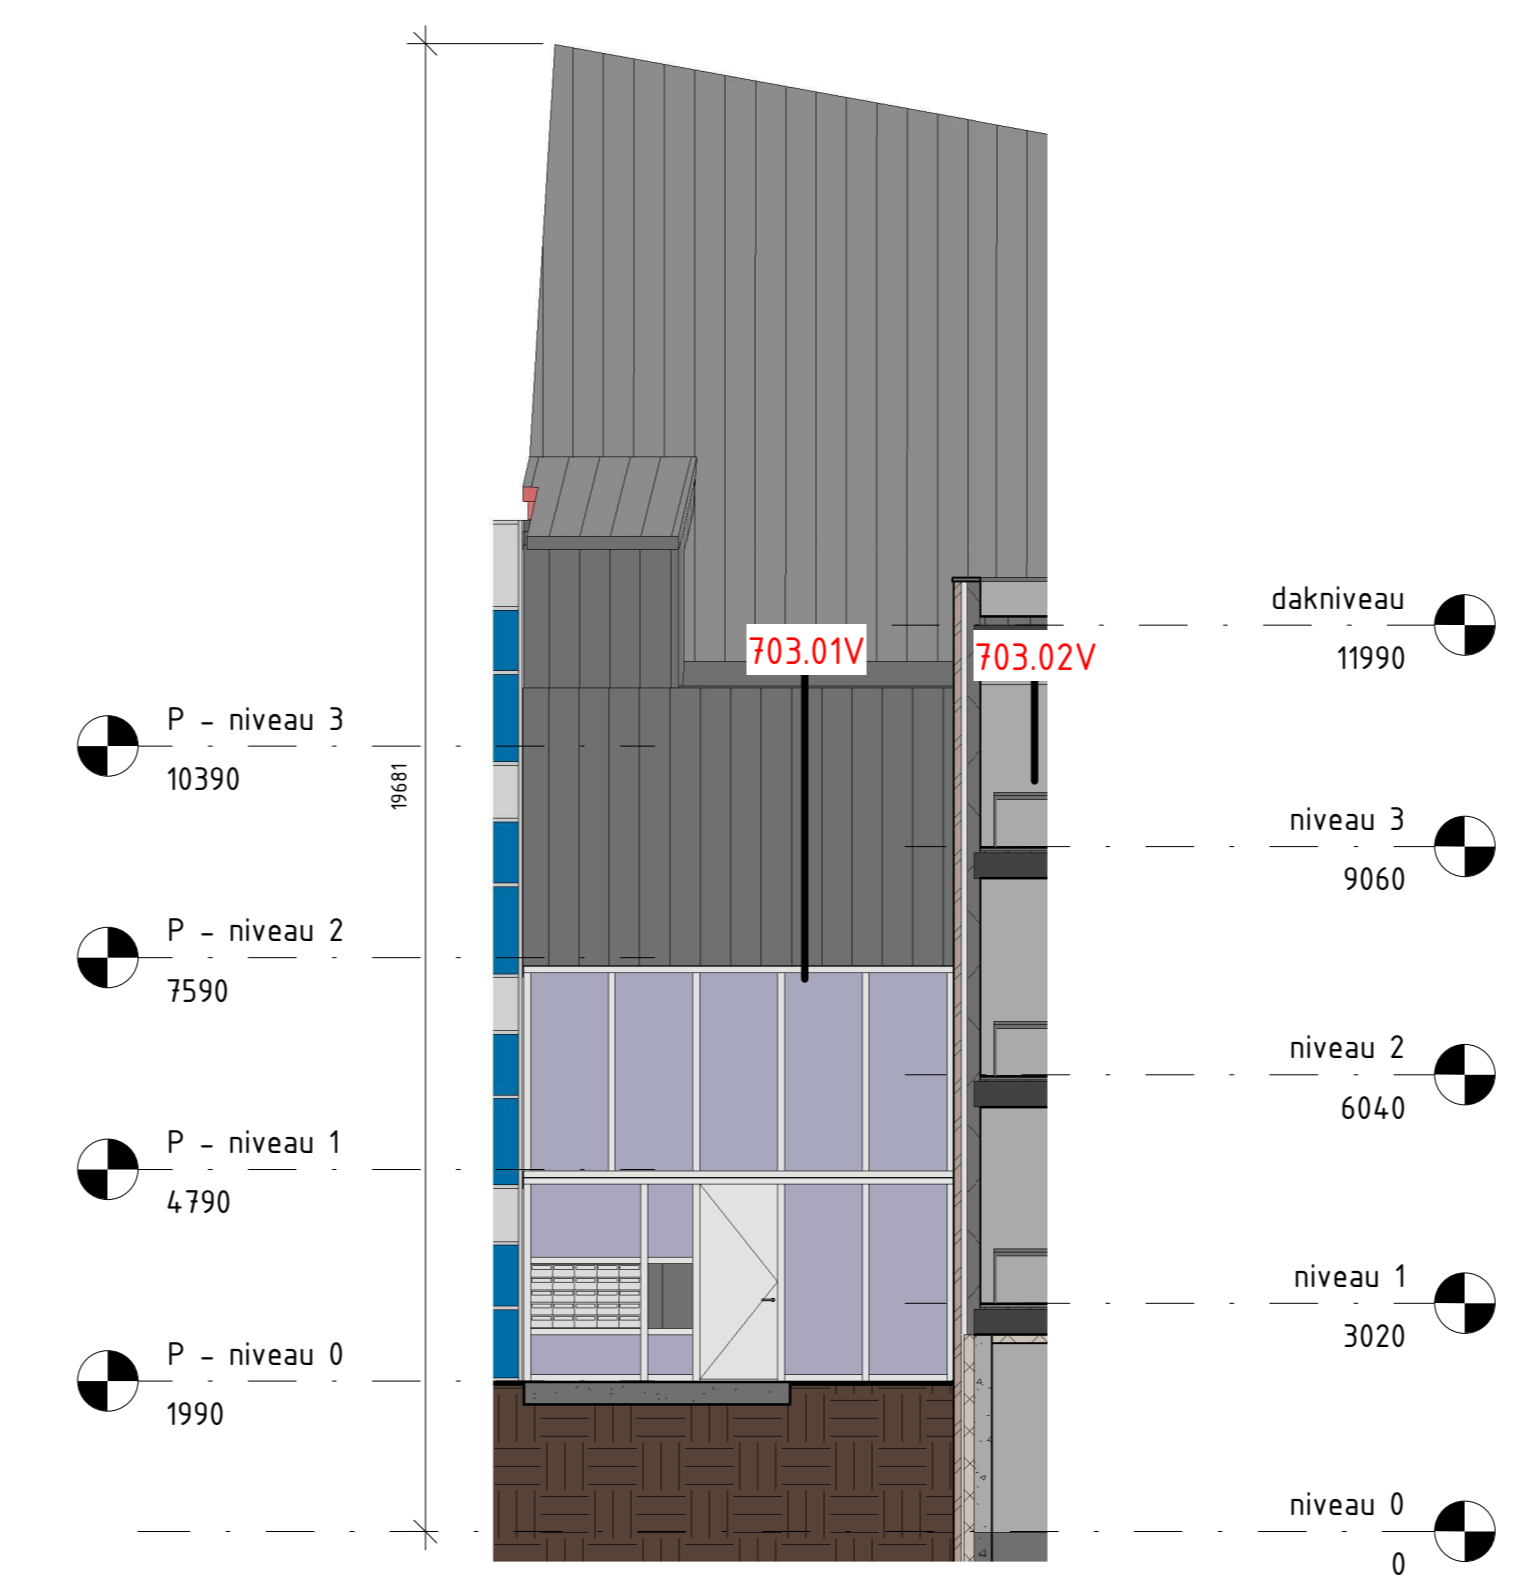 dakniveau
11990
703.01V
703.02V
P - niveau 3
10390
19681
niveau 3
9060
P - niveau 2
7590
niveau 2
6040
P - niveau 1
4790
niveau 1
3020
P - niveau 0
1990
niveau 0
0